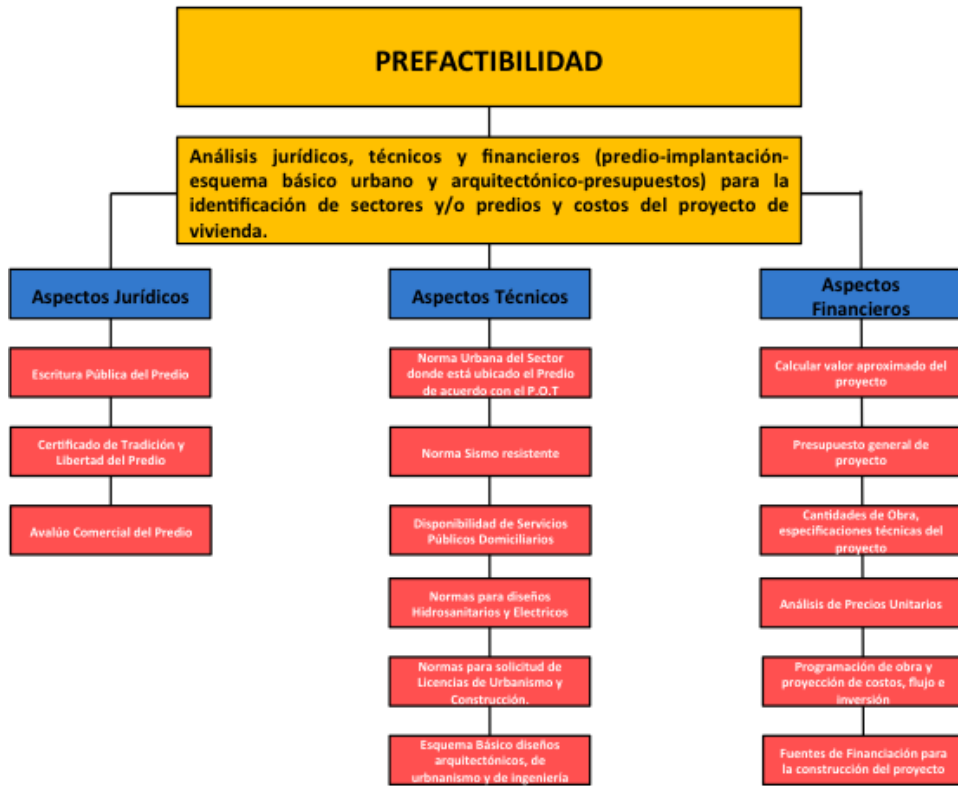 PREFACTIBILIDAD
Análisis jurídicos, técnicos y financieros (predio-implantación-
esquema básico urbano y arquitectónico-presupuestos) para la
identificación de sectores y/o predios y costos del proyecto de
vivienda.
Aspectos Jurídicos
Escritura Pública del Predio
Certificado de Tradición y
Libertad del Predio
Avalúo Comercial del Predio
Aspectos Técnicos
Norma Urbana del Sector
donde está ubicado el Predio
de acuerdo con el P.O.T
Norma Sismo resistente
Disponibilidad de Servicios
Públicos Domiciliarios
Normas para diseños
Hidrosanitarios y Electricos
Normas para solicitud de
Licencias de Urbanismo y
Construcción.
Esquema Básico diseños
arquitectónicos, de
urbnanismo y de ingeniería
Aspectos
Financieros
Calcular valor aproximado del
proyecto
Presupuesto general de
proyecto
Cantidades de Obra,
especificaciones técnicas del
proyecto
Análisis de Precios Unitarios
Programación de obra y
proyección de costos, flujo e
inversión
Fuentes de Financiación para
la construcción del proyecto